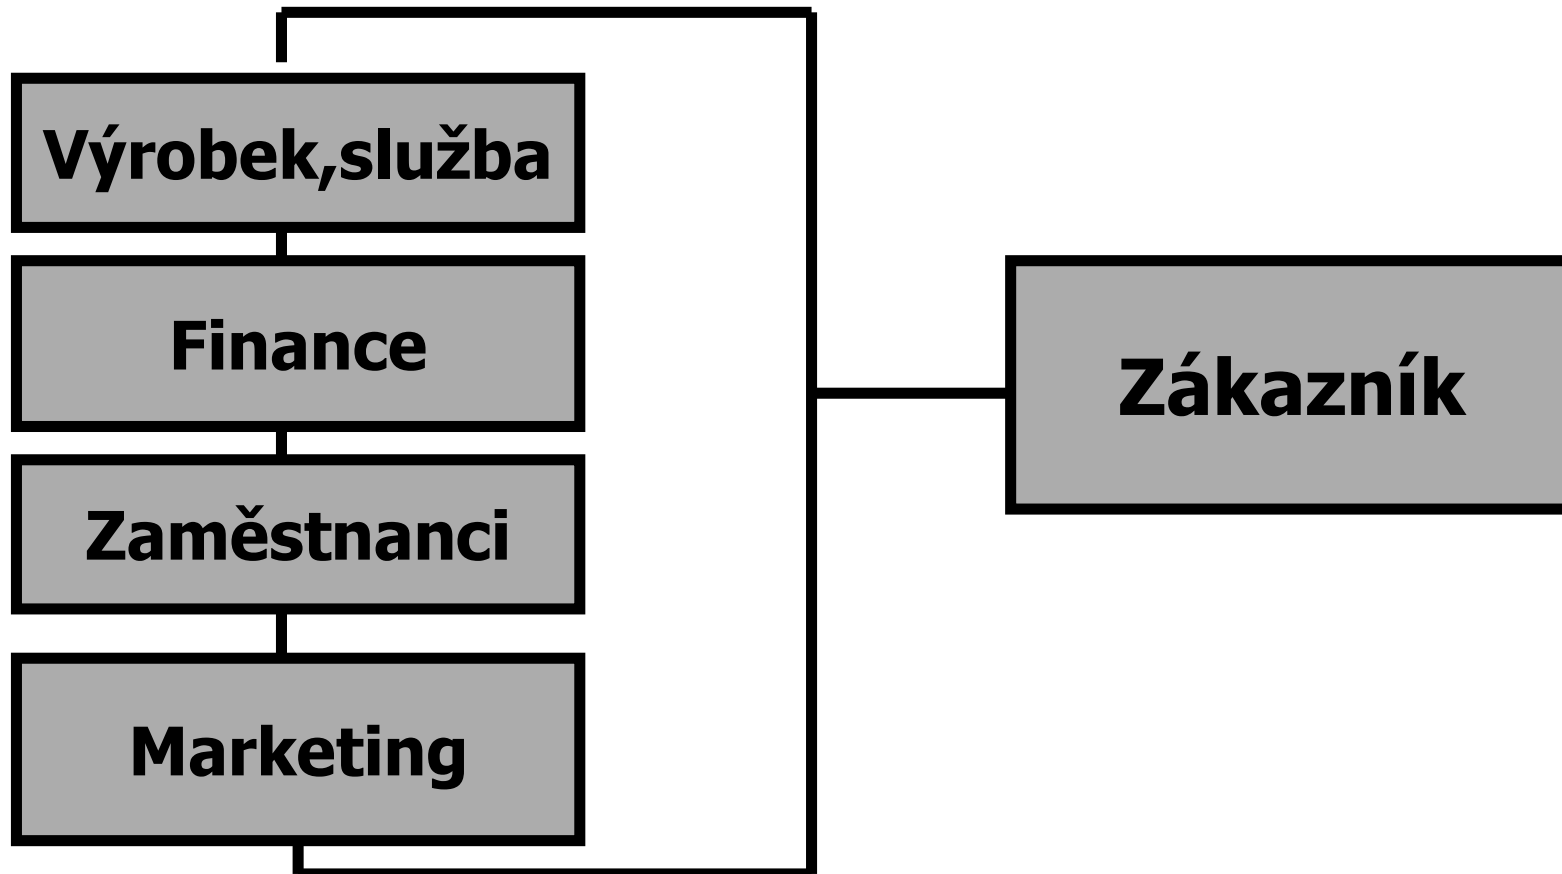 Výrobek,služba
Finance
Zaměstnanci
Marketing
Zákazník